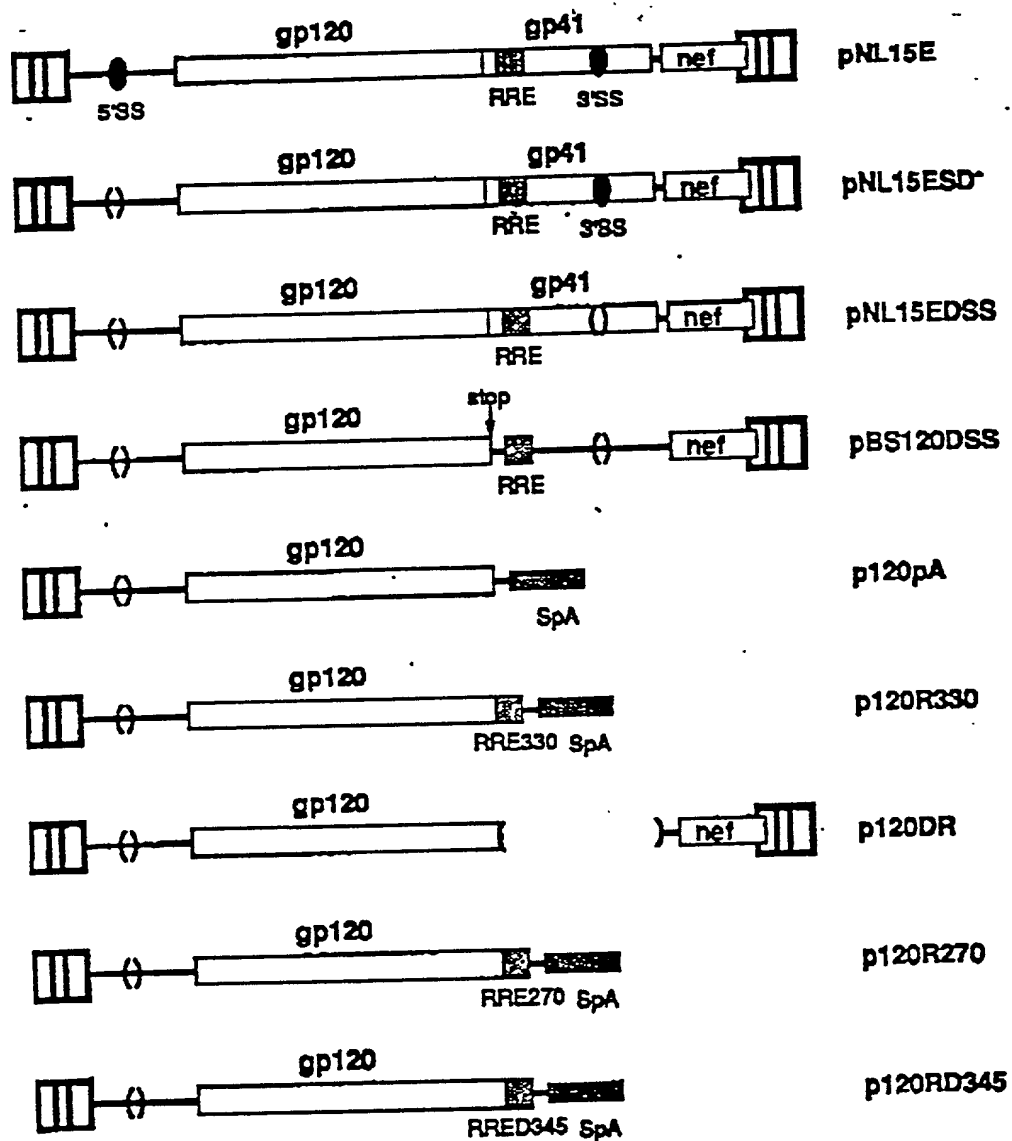 gp120 gp41
nef pNL15E
5'SS RRE 3'SS
gp120 gp41
nef pNL15ESD-
RRE 3'SS
gp120 gp41
nef pNL15EDSS
RRE
stop
gp120
nef pBS120DSS
RRE
gp120
p120pA
SpA
gp120
p120R330
RRE330 SpA
gp120
nef p120DR
gp120
p120R270
RRE270 SpA
gp120
p120RD345
RRED345 SpA